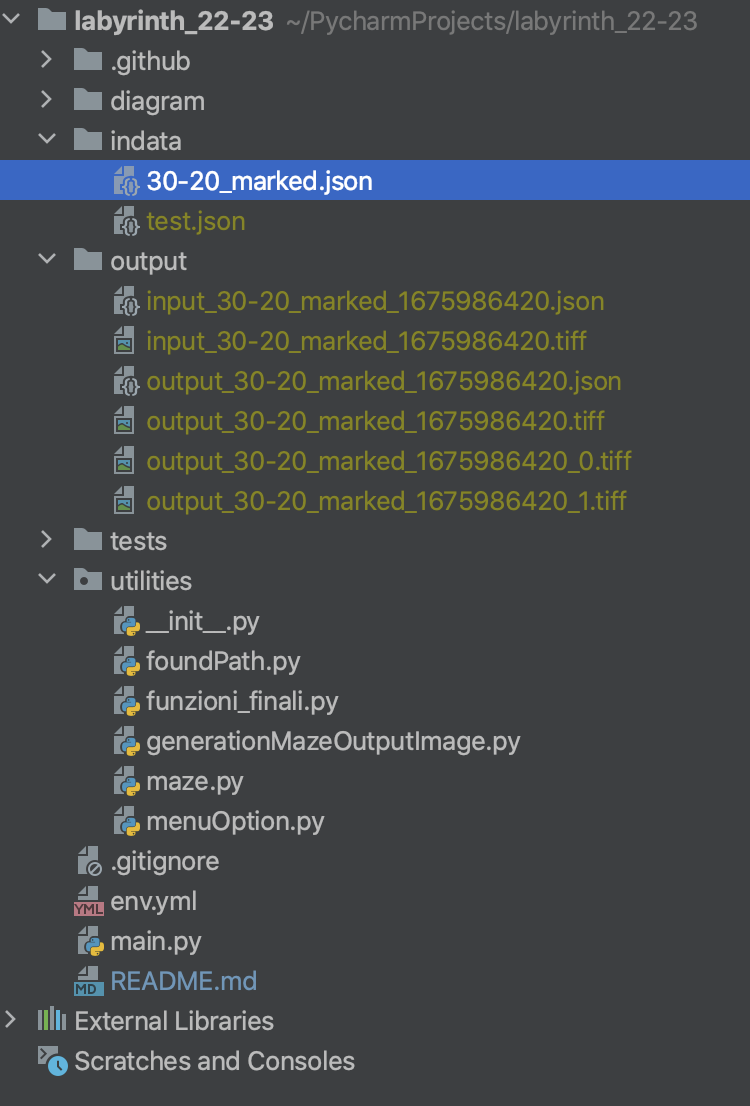 labyrinth_22-23 ~/PycharmProjects/labyrinth_22-23
.github
diagram
indata
30-20_marked.json
test.json
output
input_30-20_marked_1675986420.json
input_30-20_marked_1675986420.tiff
output_30-20_marked_1675986420.json
output_30-20_marked_1675986420.tiff
output_30-20_marked_1675986420_0.tiff
output_30-20_marked_1675986420_1.tiff
tests
utilities
__init__.py
foundPath.py
funzioni_finali.py
generationMazeOutputImage.py
maze.py
menuOption.py
.gitignore
YML env.yml
main.py
MD README.md
External Libraries
Scratches and Consoles